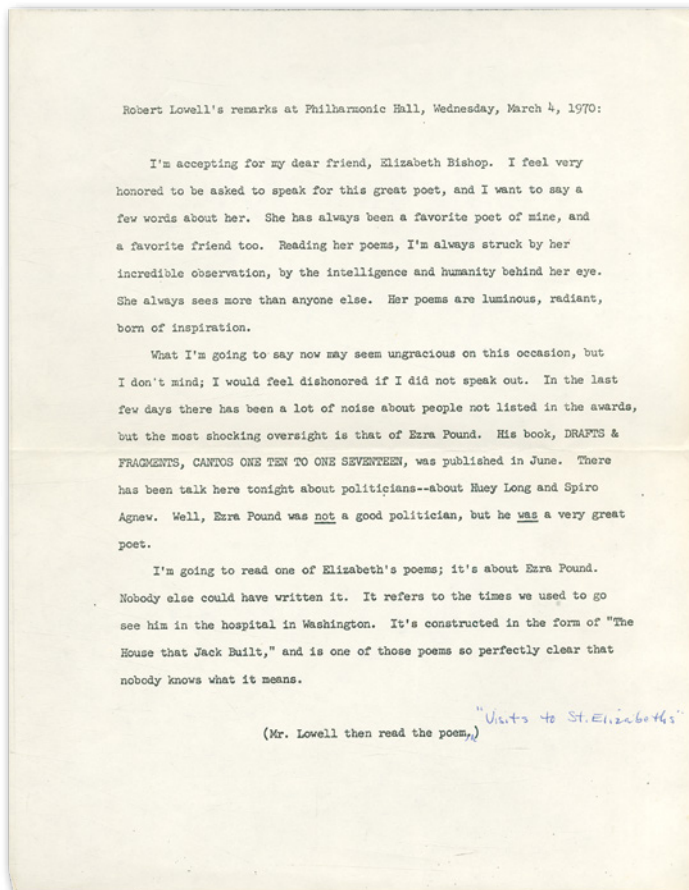 Robert Lowell's remarks at Philharmonic Hall, Wednesday, March 4, 1970:
I'm accepting for my dear friend, Elizabeth Bishop. I feel very
honored to be asked to speak for this great poet, and I want to say a
few words about her. She has always been a favorite poet of mine, and
a favorite friend too. Reading her poems, I'm always struck by her
incredible observation, by the intelligence and humanity behind her eye.
She always sees more than anyone else. Her poems are luminous, radiant,
born of inspiration.
What I'm going to say now may seem ungracious on this occasion, but
I don't mind; I would feel dishonored if I did not speak out. In the last
few days there has been a lot of noise about people not listed in the awards,
but the most shocking oversight is that of Ezra Pound. His book, DRAFTS &
FRAGMENTS, CANTOS ONE TEN TO ONE SEVENTEEN, was published in June. There
has been talk here tonight about politicians--about Huey Long and Spiro
Agnew. Well, Ezra Pound was not a good politician, but he was a very great
poet.
I'm going to read one of Elizabeth's poems; it's about Ezra Pound.
Nobody else could have written it. It refers to the times we used to go
see him in the hospital in Washington. It's constructed in the form of "The
House that Jack Built," and is one of those poems so perfectly clear that
nobody knows what it means.
"Visits to St. Elizabeths"
(Mr. Lowell then read the poem,)